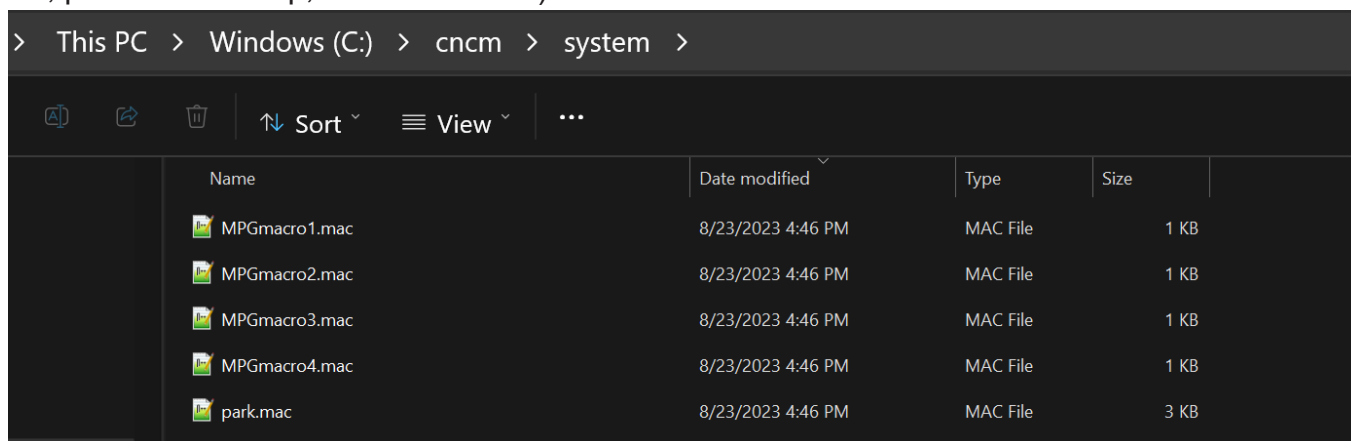 > This PC > Windows (C:) > cncm > system >
Sort View ...
Name Date modified Type Size
MPGmacro1.mac 8/23/2023 4:46 PM MAC File 1 KB
MPGmacro2.mac 8/23/2023 4:46 PM MAC File 1 KB
MPGmacro3.mac 8/23/2023 4:46 PM MAC File 1 KB
MPGmacro4.mac 8/23/2023 4:46 PM MAC File 1 KB
park.mac 8/23/2023 4:46 PM MAC File 3 KB